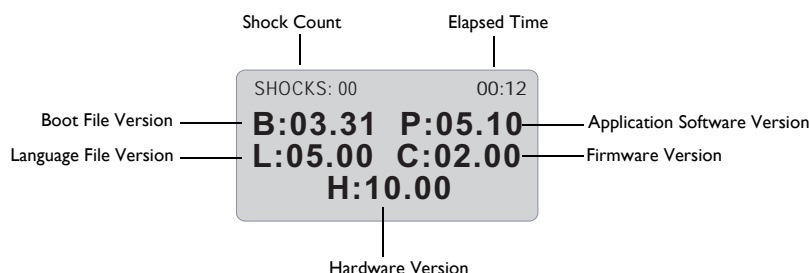 Shock Count Elapsed Time
SHOCKS: 00 00:12
Boot File Version B:03.31 P:05.10 Application Software Version
Language File Version L:05.00 C:02.00 Firmware Version
H:10.00
Hardware Version